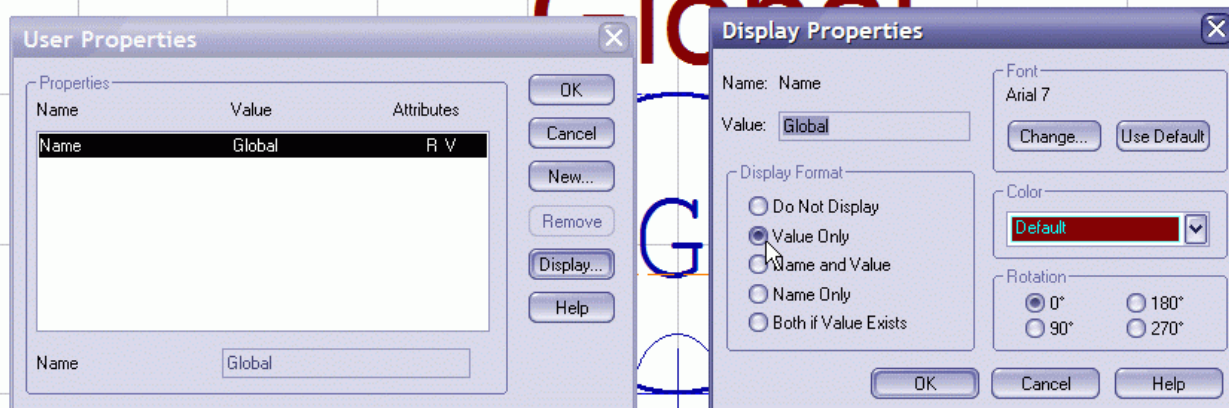 Global
User Properties
Properties
Name Value Attributes
Name Global R V
OK
Cancel
New...
Remove
Display...
Help
Name Global
G
Display Properties
Name: Name
Value: Global
Display Format
Do Not Display
Value Only
Name and Value
Name Only
Both if Value Exists
Font
Arial 7
Change... Use Default
Color
Default
Rotation
0° 180°
90° 270°
OK Cancel Help